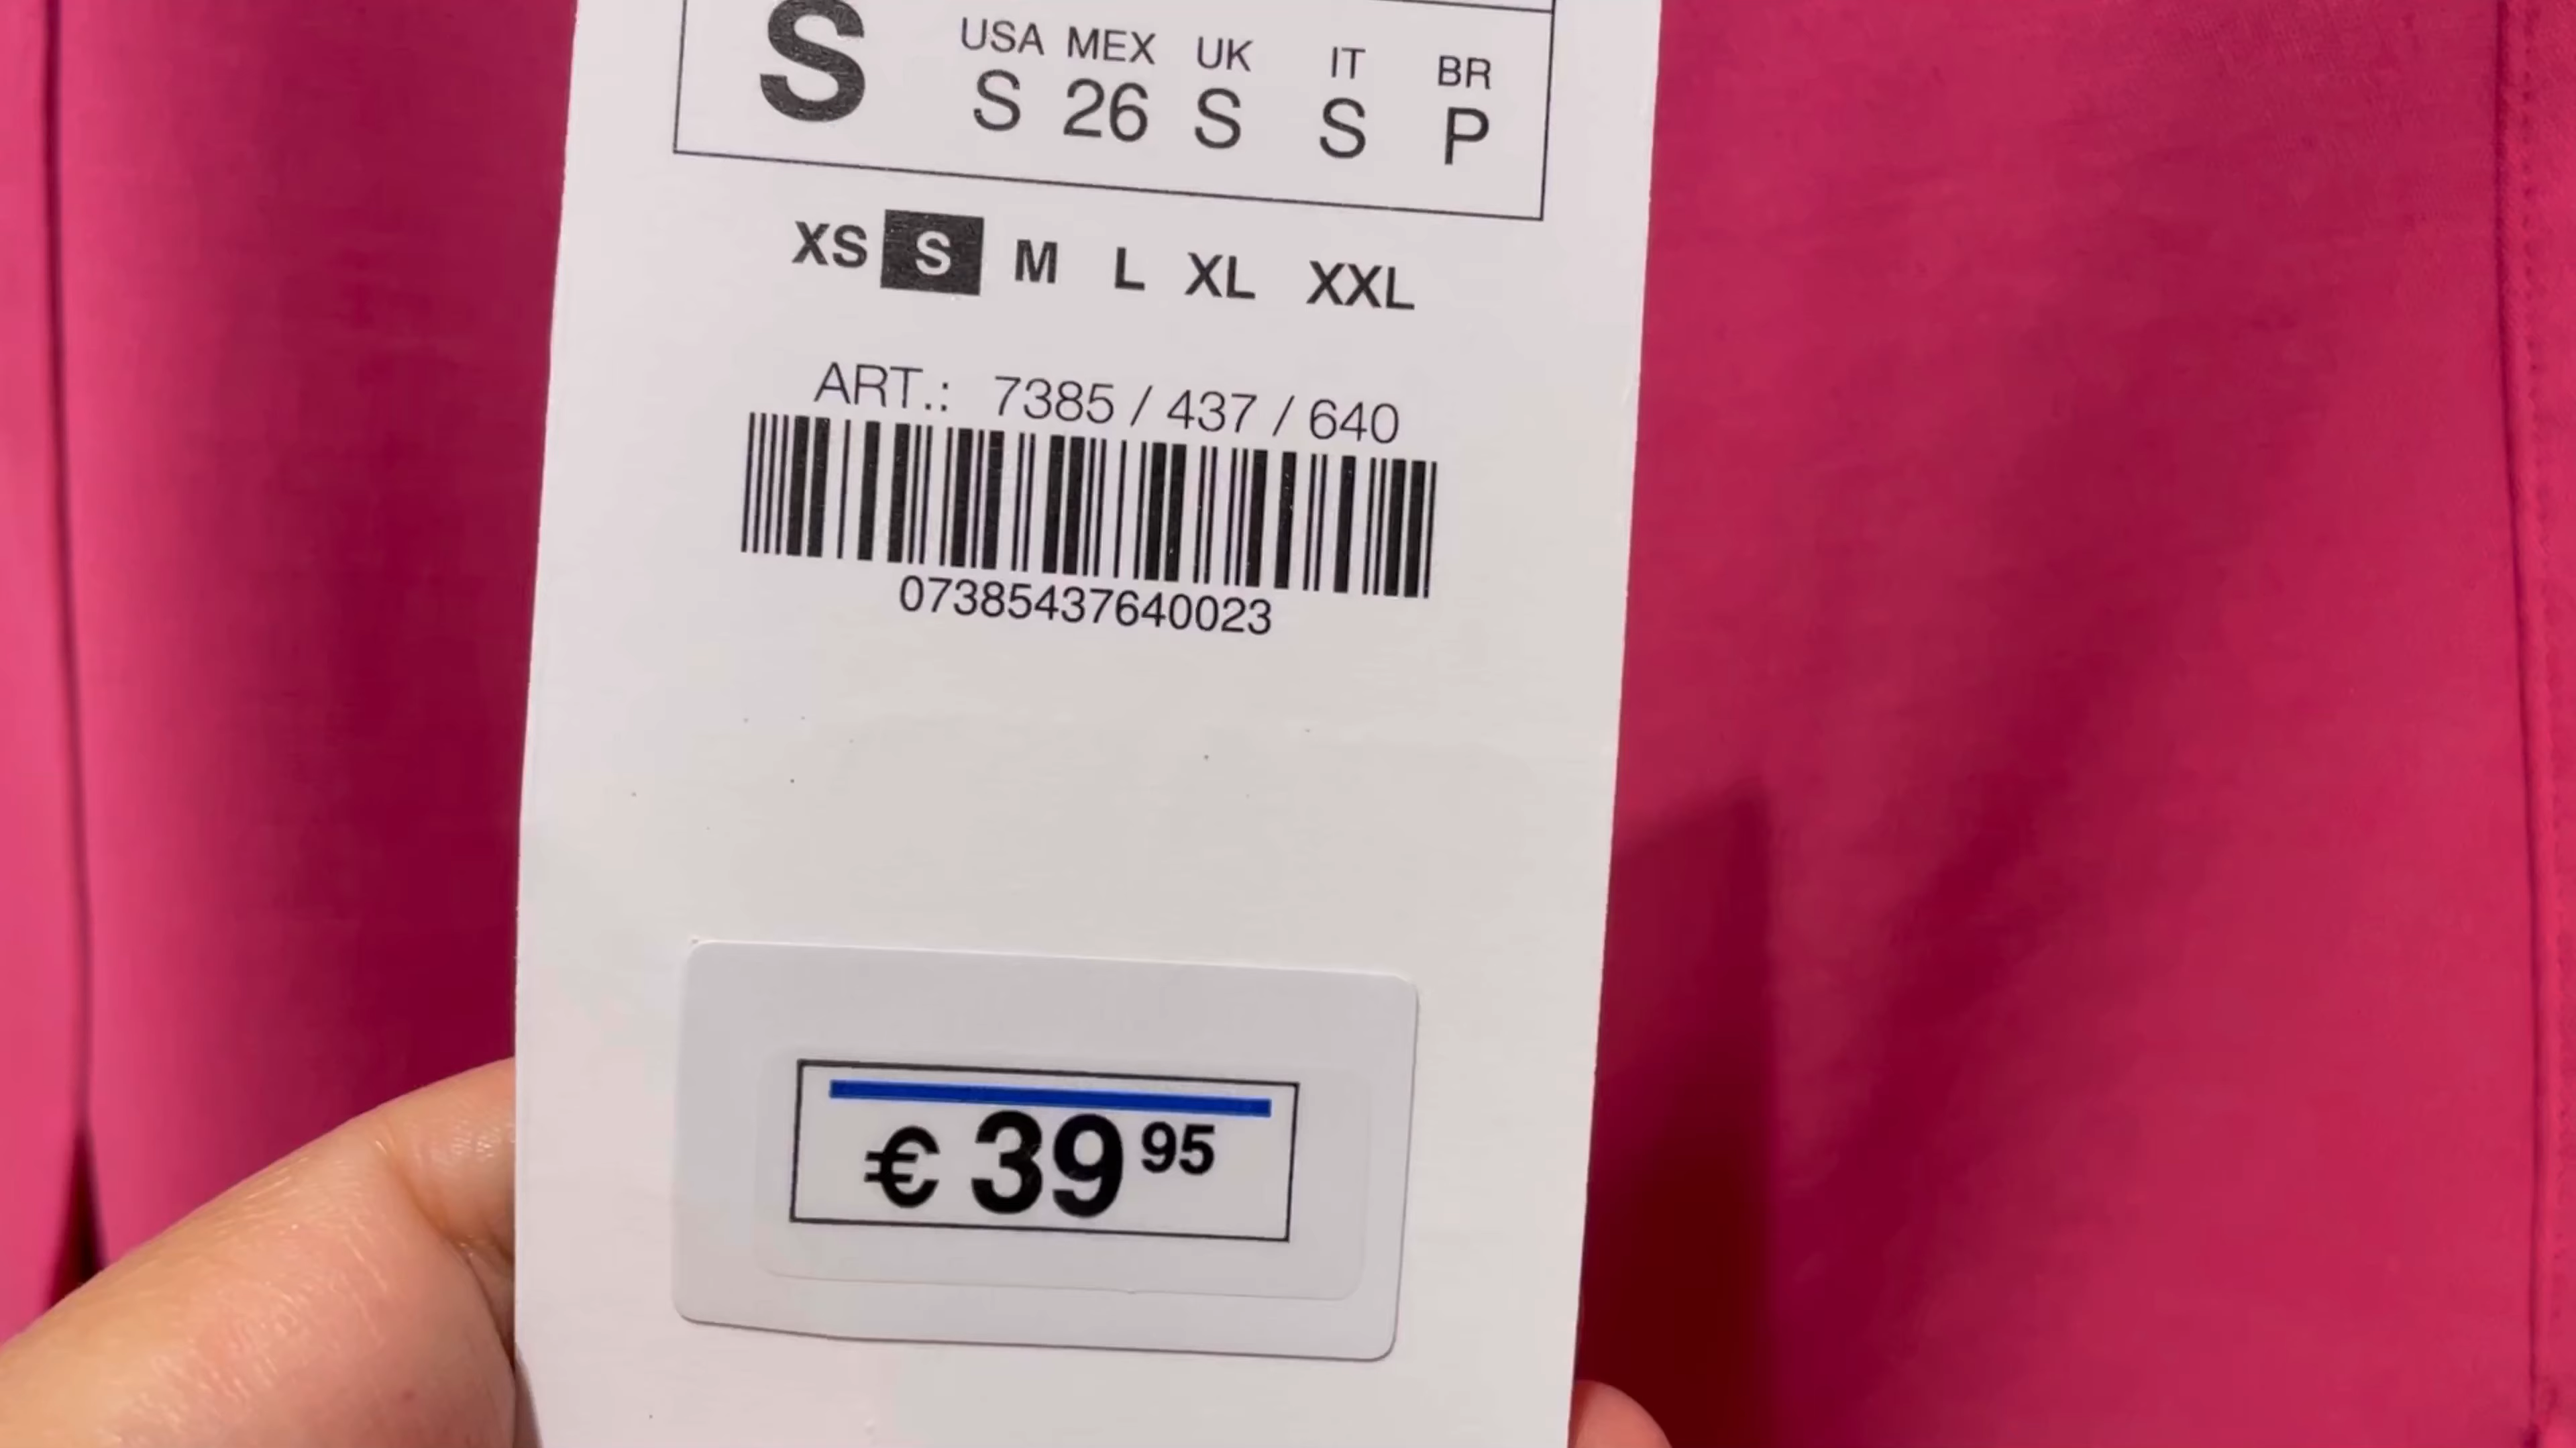 USA MEX UK IT BR
S S 26 S S P
XS S M L XL XXL
ART.: 7385 / 437 / 640
07385437640023
€ 39 95